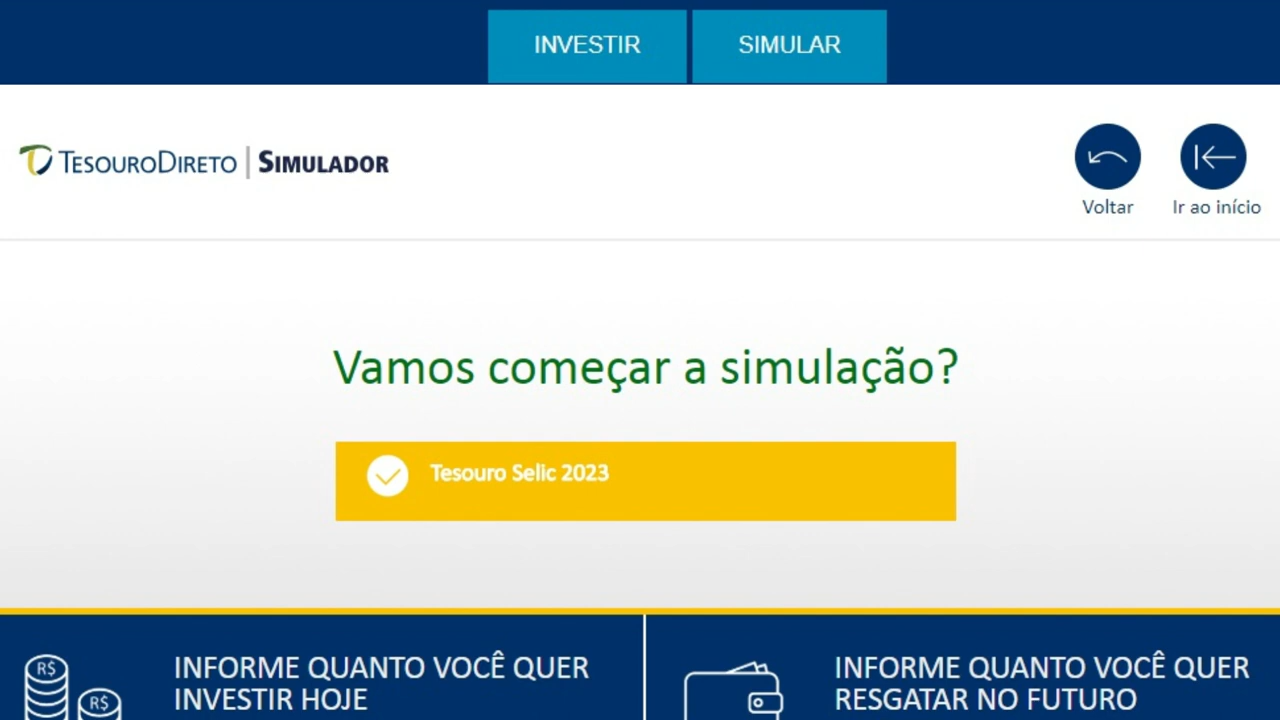 INVESTIR SIMULAR
TESOURODIRETO | SIMULADOR
Voltar Ir ao início
Vamos começar a simulação?
Tesouro Selic 2023
R$ R$
INFORME QUANTO VOCÊ QUER
INVESTIR HOJE
INFORME QUANTO VOCÊ QUER
RESGATAR NO FUTURO